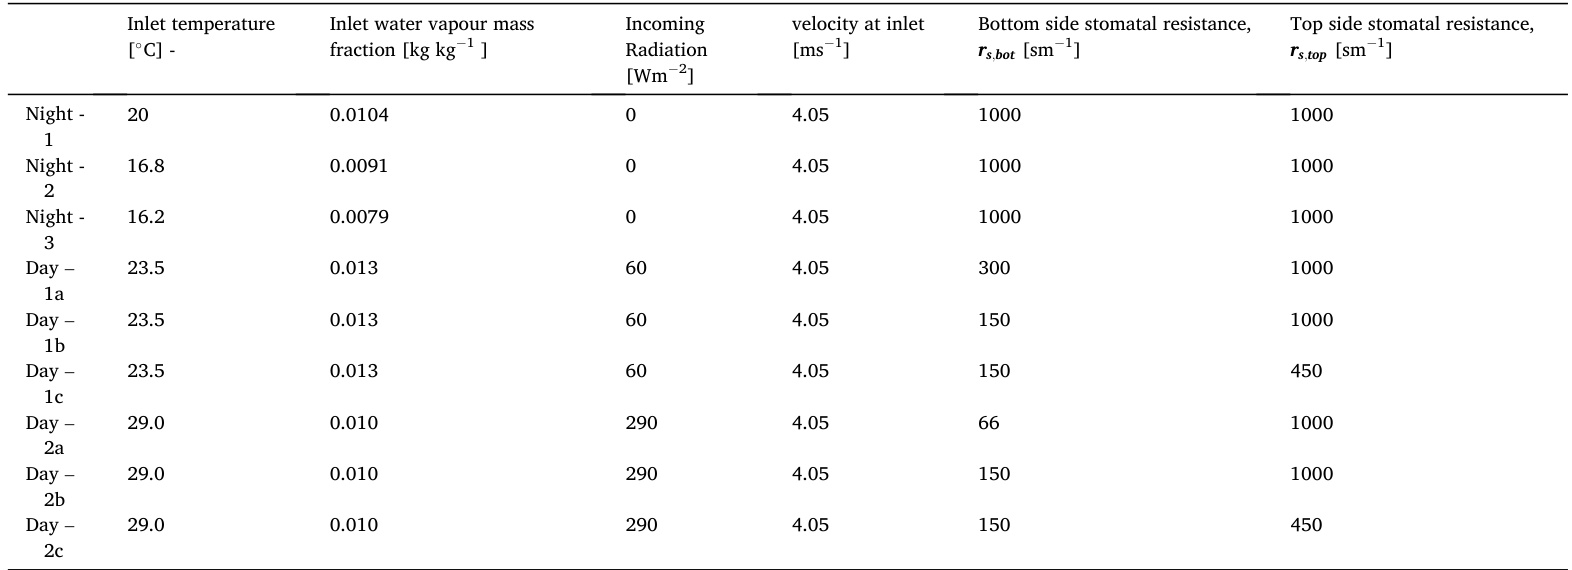 Inlet temperature Inlet water vapour mass Incoming velocity at inlet Bottom side stomatal resistance, Top side stomatal resistance,
[°C] - fraction [kg kg⁻¹ ] Radiation [ms⁻¹] r_s,bot [sm⁻¹] r_s,top [sm⁻¹]
[Wm⁻²]
Night - 20 0.0104 0 4.05 1000 1000
1
Night - 16.8 0.0091 0 4.05 1000 1000
2
Night - 16.2 0.0079 0 4.05 1000 1000
3
Day – 23.5 0.013 60 4.05 300 1000
1a
Day – 23.5 0.013 60 4.05 150 1000
1b
Day – 23.5 0.013 60 4.05 150 450
1c
Day – 29.0 0.010 290 4.05 66 1000
2a
Day – 29.0 0.010 290 4.05 150 1000
2b
Day – 29.0 0.010 290 4.05 150 450
2c